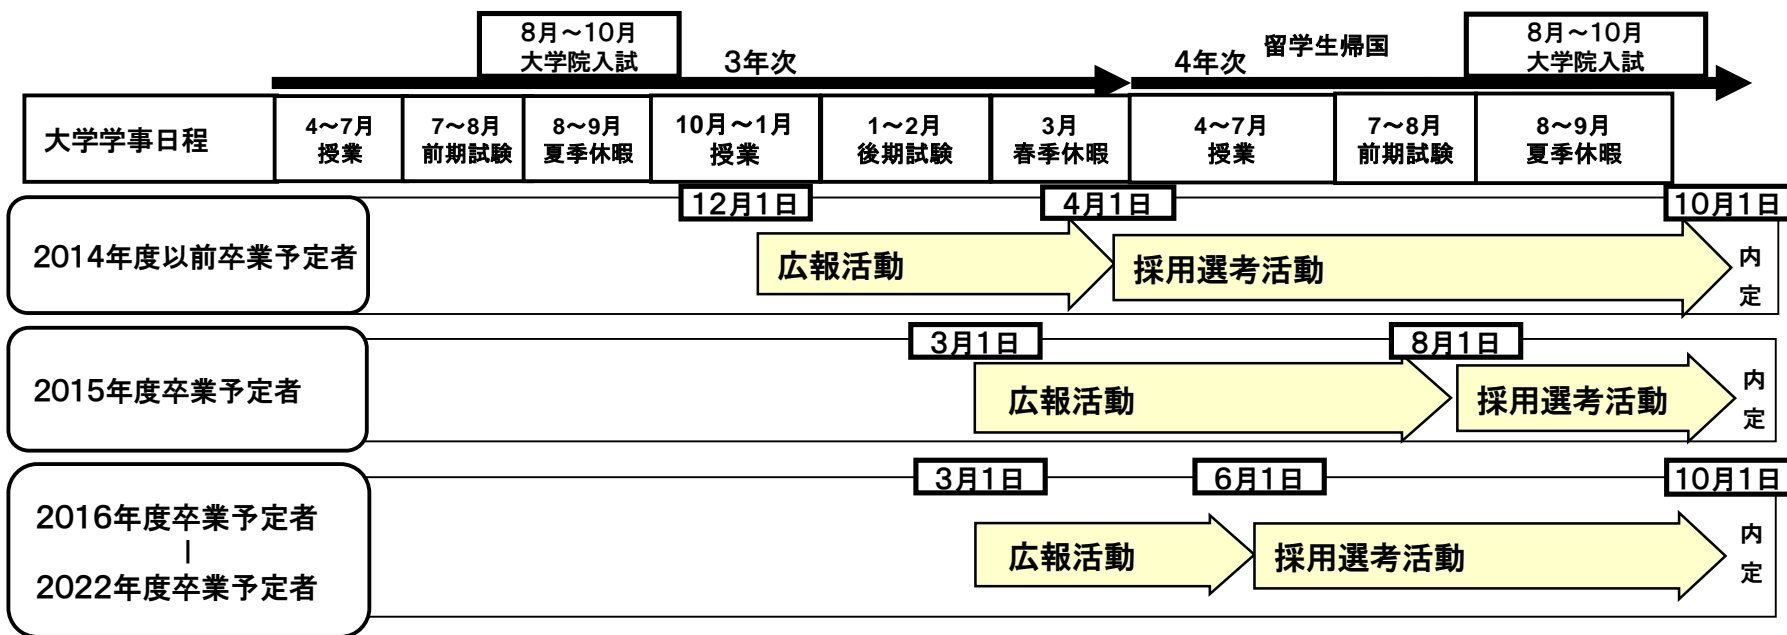 8月～10月
大学院入試
3年次
4年次
留学生帰国
8月～10月
大学院入試
大学学事日程
4～7月
授業
7～8月
前期試験
8～9月
夏季休暇
10月～1月
授業
1～2月
後期試験
3月
春季休暇
4～7月
授業
7～8月
前期試験
8～9月
夏季休暇
12月1日
4月1日
10月1日
2014年度以前卒業予定者
広報活動
採用選考活動
内
定
3月1日
8月1日
2015年度卒業予定者
広報活動
採用選考活動
内
定
3月1日
6月1日
10月1日
2016年度卒業予定者
｜
2022年度卒業予定者
広報活動
採用選考活動
内
定